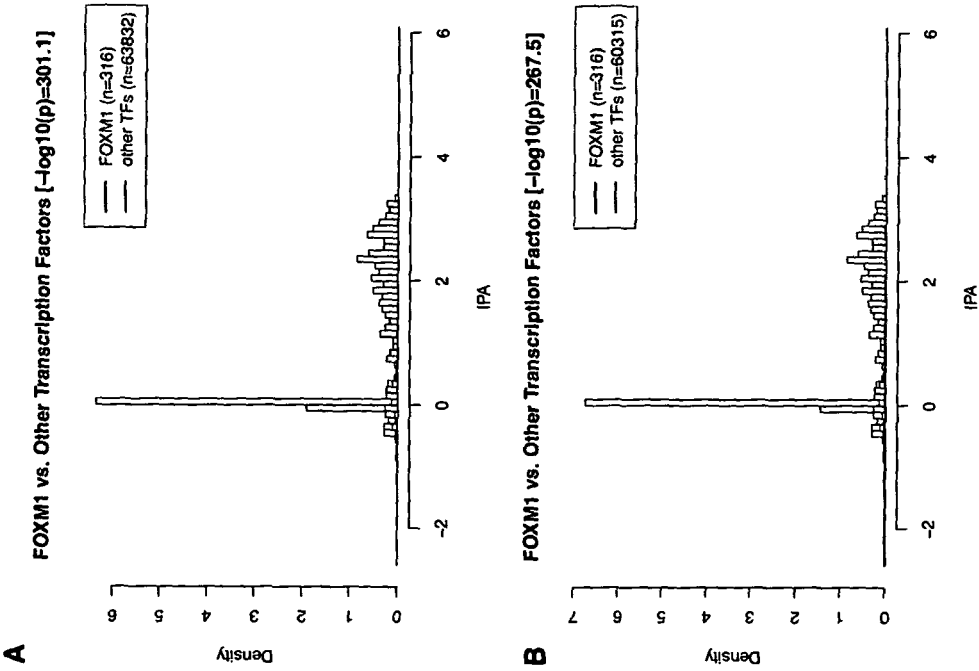 A
FOXM1 vs. Other Transcription Factors [−log10(p)=301.1]
FOXM1 (n=316)
other TFs (n=63832)
Density
0 1 2 3 4 5 6
-2 0 2 4 6
IPA
B
FOXM1 vs. Other Transcription Factors [−log10(p)=267.5]
FOXM1 (n=316)
other TFs (n=60315)
Density
0 1 2 3 4 5 6 7
-2 0 2 4 6
IPA